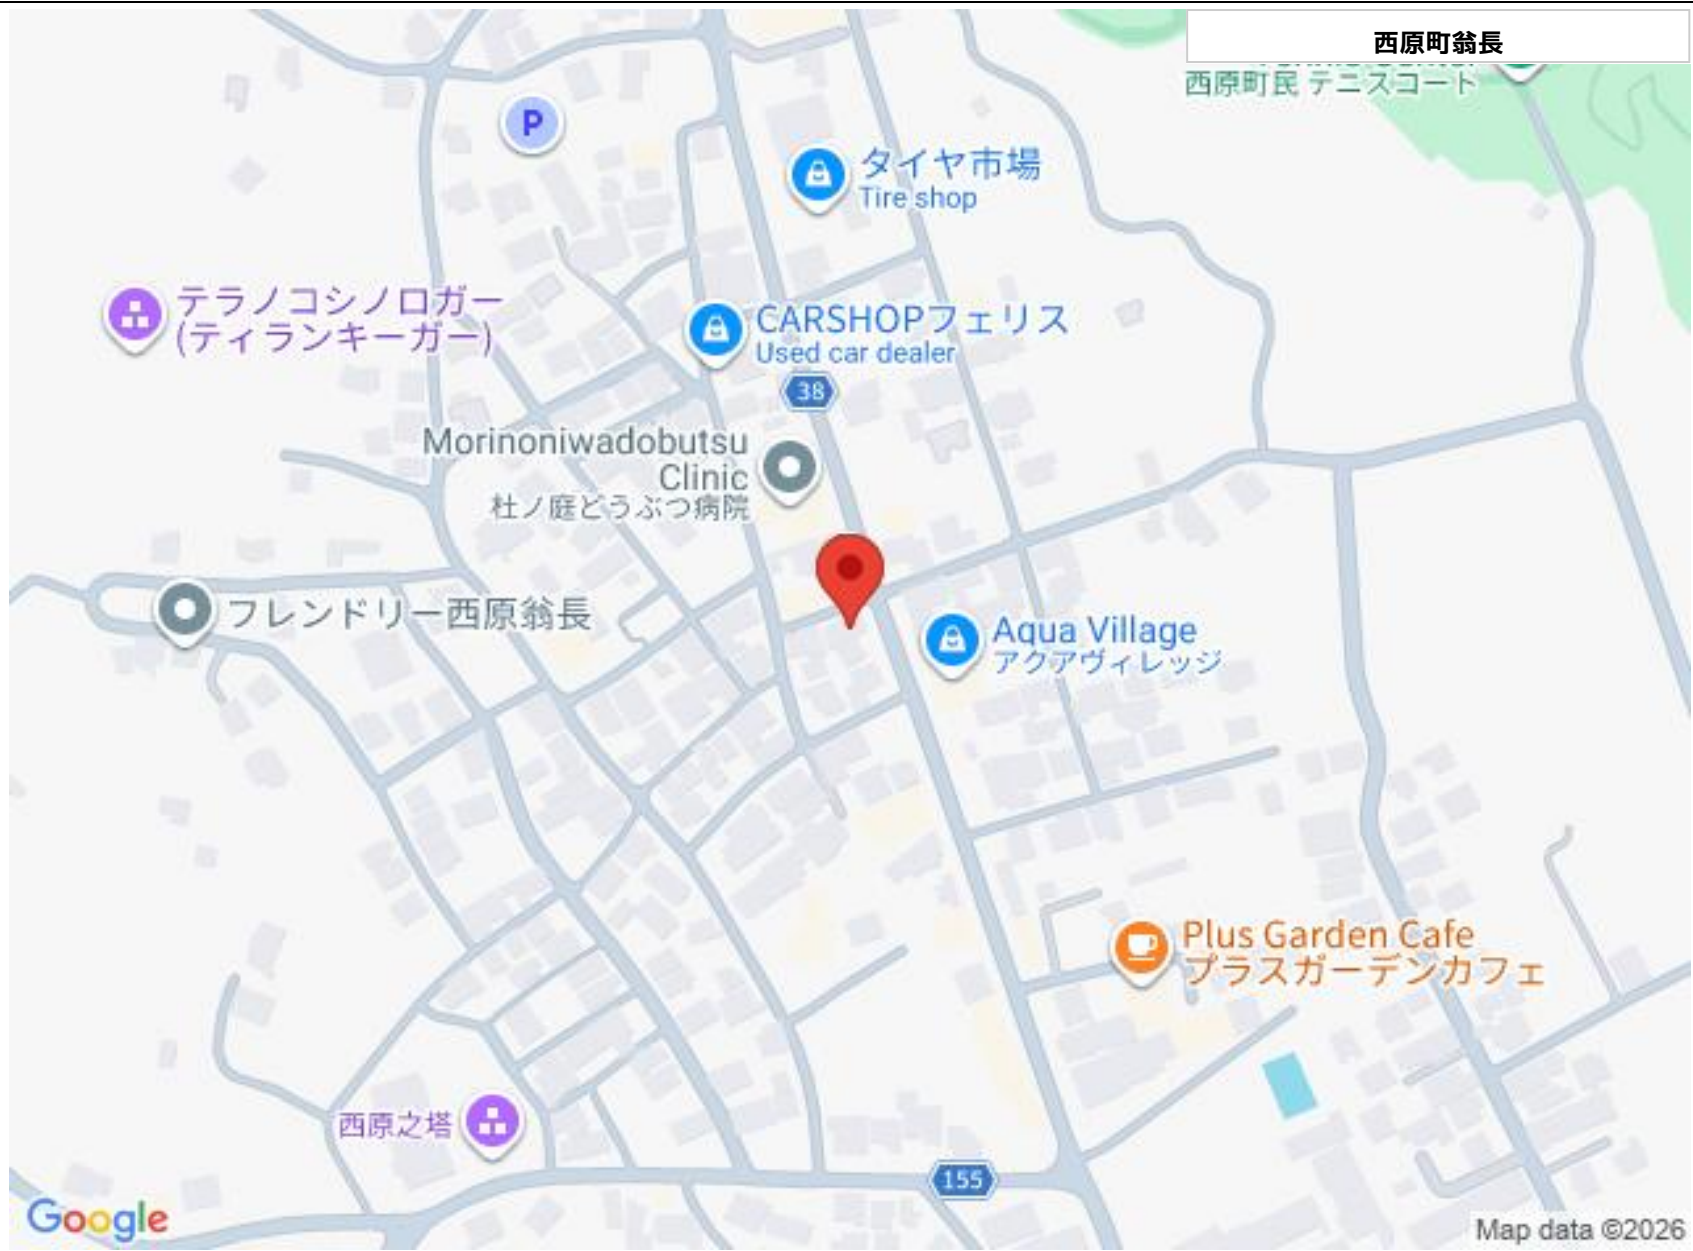 西原町翁長
西原町民 テニスコート
P
タイヤ市場
Tire shop
テラノコシノロガー
(ティランキーガー)
CARSHOPフェリス
Used car dealer
38
Morinoniwadobutsu
Clinic
杜ノ庭どうぶつ病院
フレンドリー西原翁長
Aqua Village
アクアヴィレッジ
Plus Garden Cafe
プラスガーデンカフェ
西原之塔
155
Google
Map data ©2026